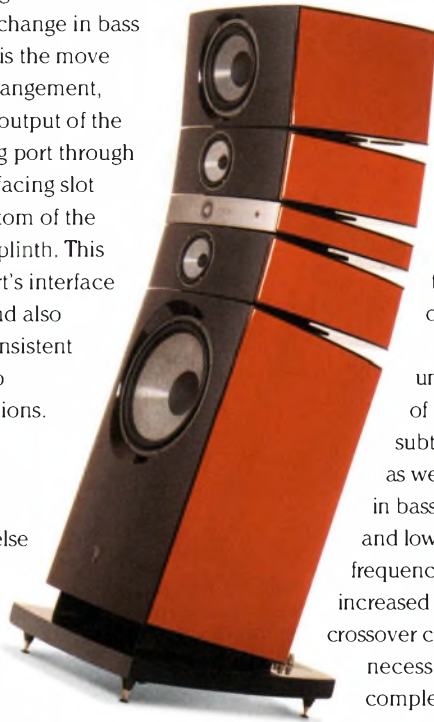 change in bass
is the move
angement,
output of the
g port through
facing slot
tom of the
plinth. This
rt's interface
nd also
nsistent
o
ions.
else
un
of
subt
as we
in bass
and low
frequenc
increased
crossover c
necess
comple